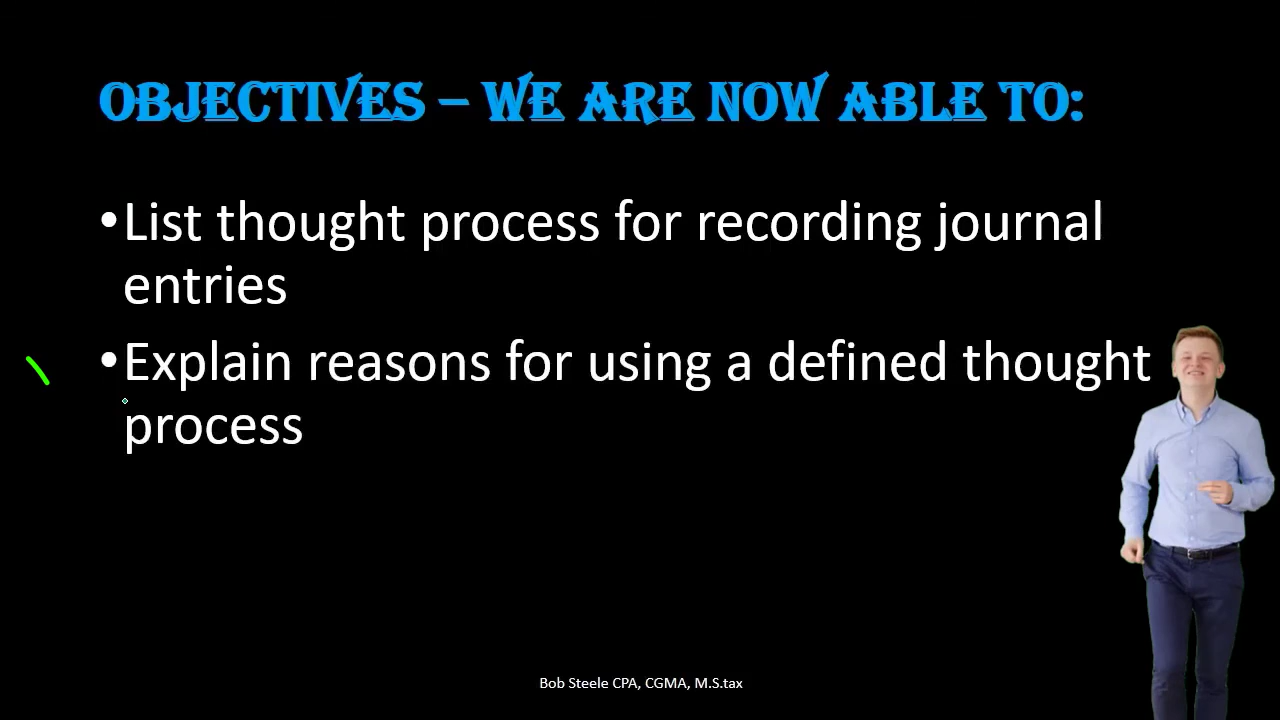 OBJECTIVES – WE ARE NOW ABLE TO:
•List thought process for recording journal
entries
•Explain reasons for using a defined thought
process
Bob Steele CPA, CGMA, M.S.tax